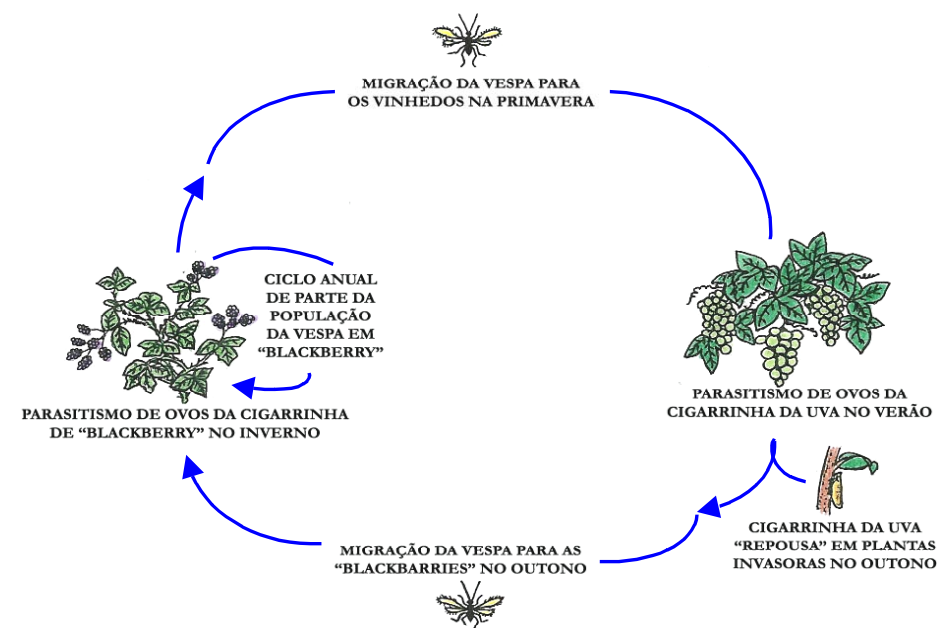 MIGRAÇÃO DA VESPA PARA
OS VINHEDOS NA PRIMAVERA
CICLO ANUAL
DE PARTE DA
POPULAÇÃO
DA VESPA EM
“BLACKBERRY”
PARASITISMO DE OVOS DA
CIGARRINHA DA UVA NO VERÃO
PARASITISMO DE OVOS DA CIGARRINHA
DE “BLACKBERRY” NO INVERNO
CIGARRINHA DA UVA
“REPOUSA” EM PLANTAS
INVASORAS NO OUTONO
MIGRAÇÃO DA VESPA PARA AS
“BLACKBARRIES” NO OUTONO